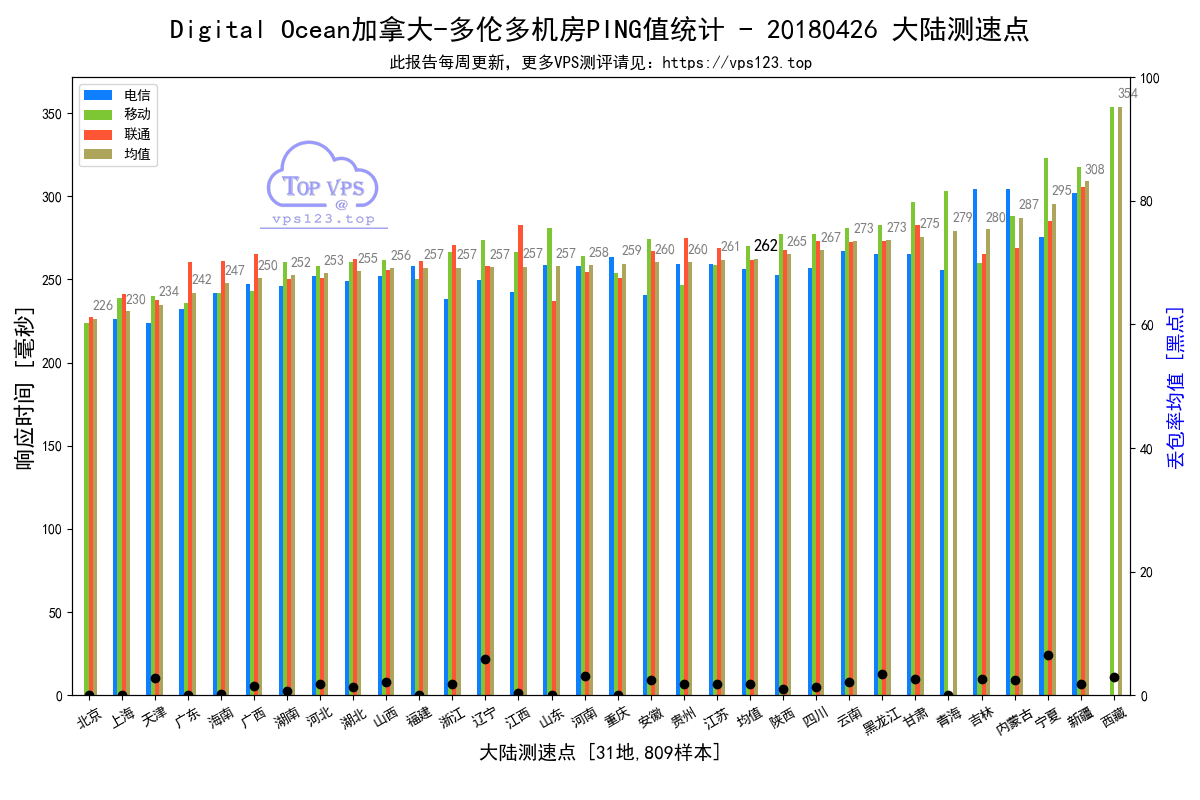 Digital Ocean加拿大-多伦多机房PING值统计 - 20180426 大陆测速点
此报告每周更新，更多VPS测评请见：https://vps123.top
电信
移动
联通
均值
TOP VPS
@
vps123.top
响应时间 [毫秒]
350
300
250
200
150
100
50
0
226
230
234
242
247
250
252
253
255
256
257
257
257
257
257
258
259
260
260
261
262
265
267
273
273
275
279
280
287
295
308
354
100
80
60
40
20
0
丢包率均值 [黑点]
北京
上海
天津
广东
海南
广西
湖南
河北
湖北
山西
福建
浙江
辽宁
江西
山东
河南
重庆
安徽
贵州
江苏
均值
陕西
四川
云南
黑龙江
甘肃
青海
吉林
内蒙古
宁夏
新疆
西藏
大陆测速点 [31地,809样本]